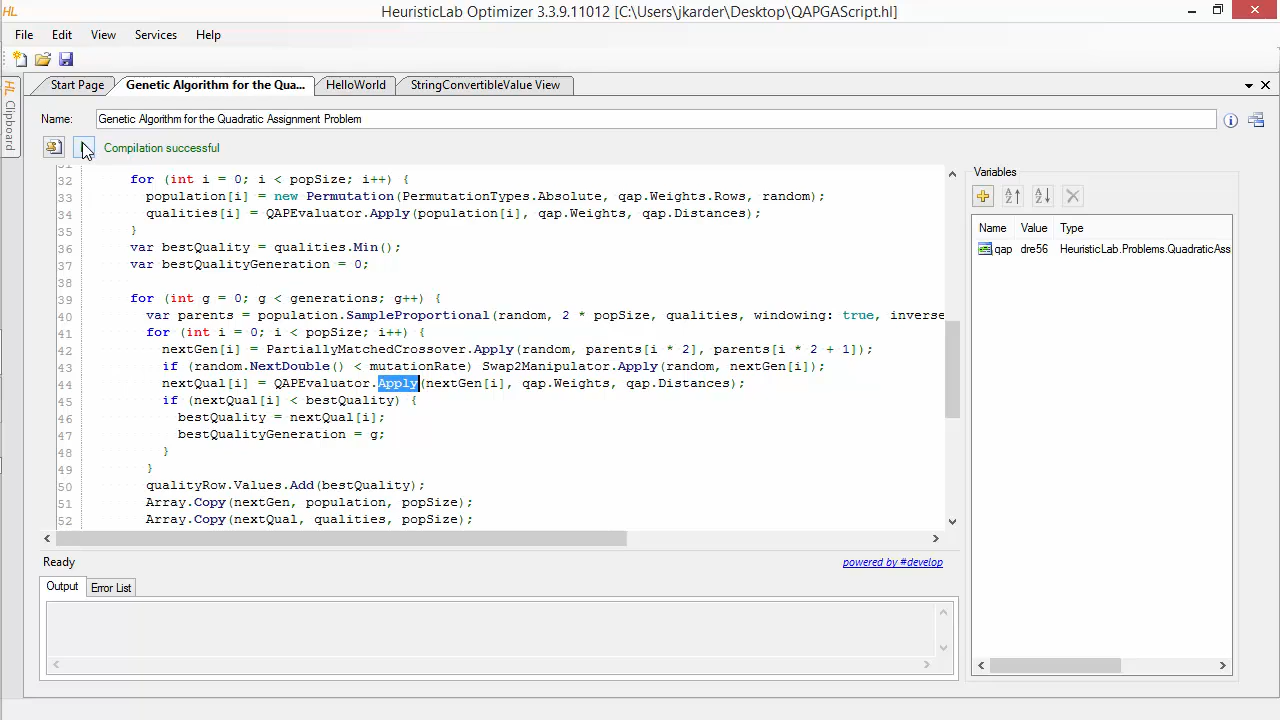 HL HeuristicLab Optimizer 3.3.9.11012 [C:\Users\jkarder\Desktop\QAPGAScript.hl]
File Edit View Services Help
HL Clipboard
Start Page Genetic Algorithm for the Qua... HelloWorld StringConvertibleValue View
Name: Genetic Algorithm for the Quadratic Assignment Problem
Compilation successful
32 for (int i = 0; i < popSize; i++) {
33 population[i] = new Permutation(PermutationTypes.Absolute, qap.Weights.Rows, random);
34 qualities[i] = QAPEvaluator.Apply(population[i], qap.Weights, qap.Distances);
35 }
36 var bestQuality = qualities.Min();
37 var bestQualityGeneration = 0;
38
39 for (int g = 0; g < generations; g++) {
40 var parents = population.SampleProportional(random, 2 * popSize, qualities, windowing: true, inverse
41 for (int i = 0; i < popSize; i++) {
42 nextGen[i] = PartiallyMatchedCrossover.Apply(random, parents[i * 2], parents[i * 2 + 1]);
43 if (random.NextDouble() < mutationRate) Swap2Manipulator.Apply(random, nextGen[i]);
44 nextQual[i] = QAPEvaluator.Apply(nextGen[i], qap.Weights, qap.Distances);
45 if (nextQual[i] < bestQuality) {
46 bestQuality = nextQual[i];
47 bestQualityGeneration = g;
48 }
49 }
50 qualityRow.Values.Add(bestQuality);
51 Array.Copy(nextGen, population, popSize);
52 Array.Copy(nextQual, qualities, popSize);
Ready powered by #develop
Output Error List
Variables
Name Value Type
qap dre56 HeuristicLab.Problems.QuadraticAss